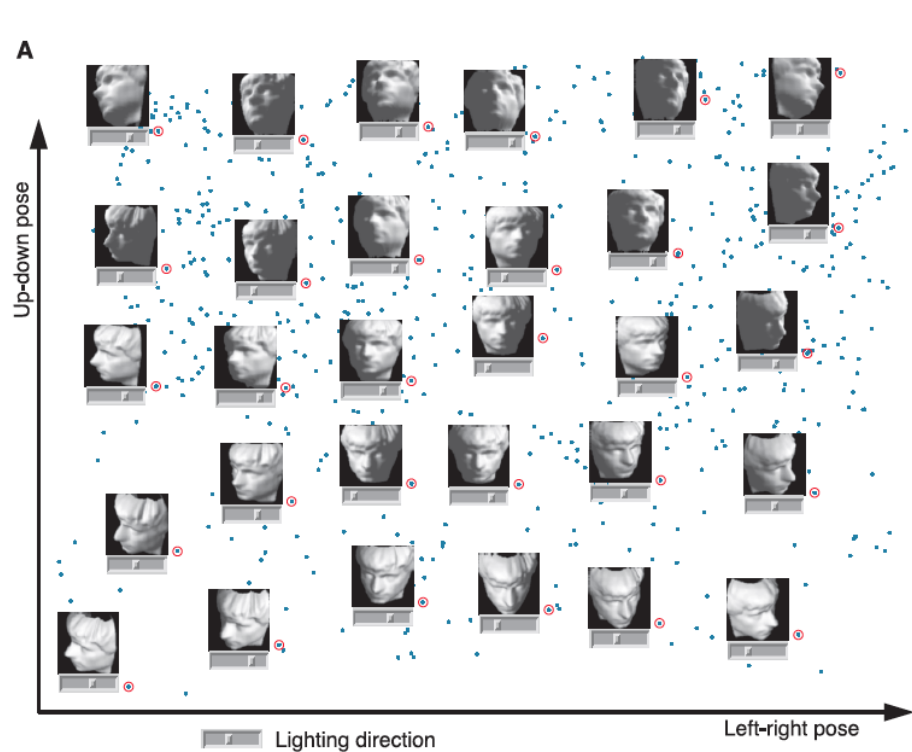 A
Up-down pose
Left-right pose
Lighting direction